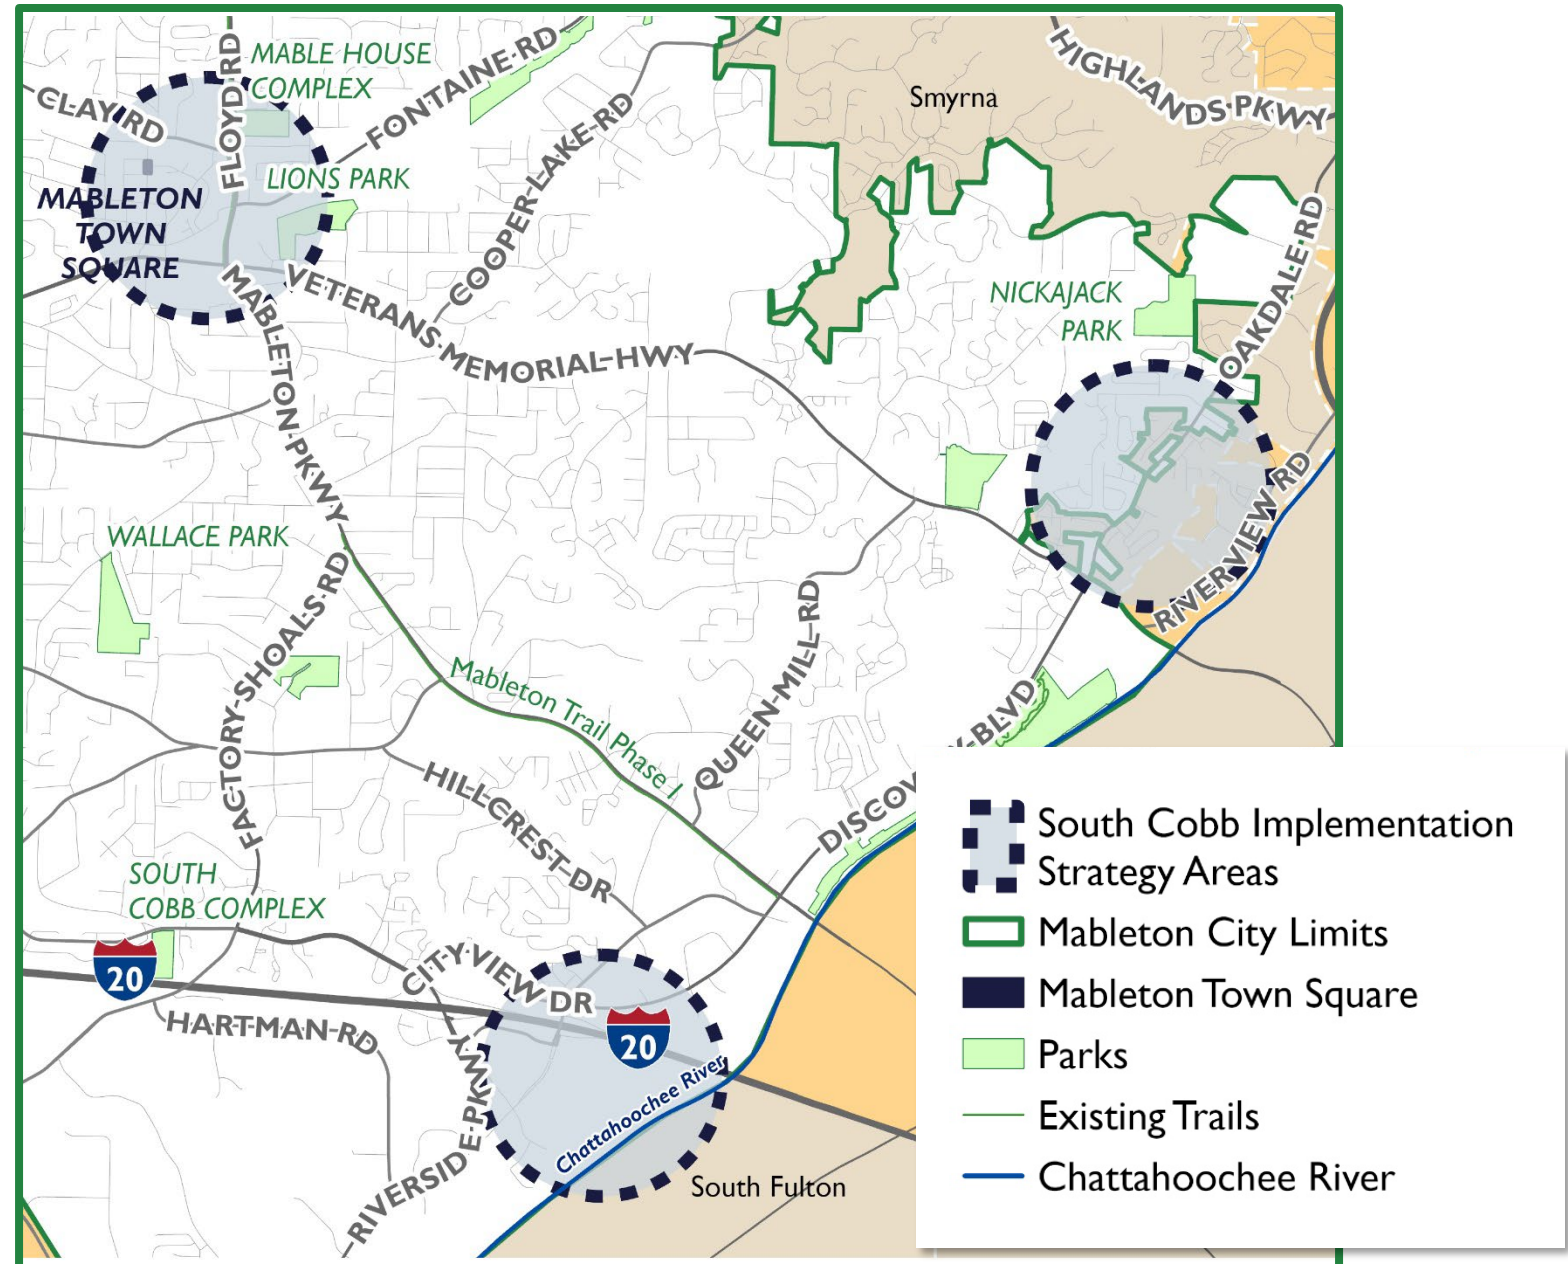 FLOYD RD
MABLE HOUSE
COMPLEX
FONTAINE RD
CLAY RD
COOPER LAKE RD
Smyrna
HIGHLANDS PKWY
LIONS PARK
MABLETON
TOWN
SQUARE
VETERANS MEMORIAL HWY
MABLETON PKWY
NICKAJACK
PARK
OAKDALE RD
RIVERVIEW RD
WALLACE PARK
FACTORY SHOALS RD
Mableton Trail Phase I
QUEEN MILL RD
HILLCREST DR
DISCOV
Y BLVD
SOUTH
COBB COMPLEX
20
CITY VIEW DR
20
HARTMAN RD
RIVERSIDE PKWY
Chattahoochee River
South Fulton
South Cobb Implementation
Strategy Areas
Mableton City Limits
Mableton Town Square
Parks
Existing Trails
Chattahoochee River